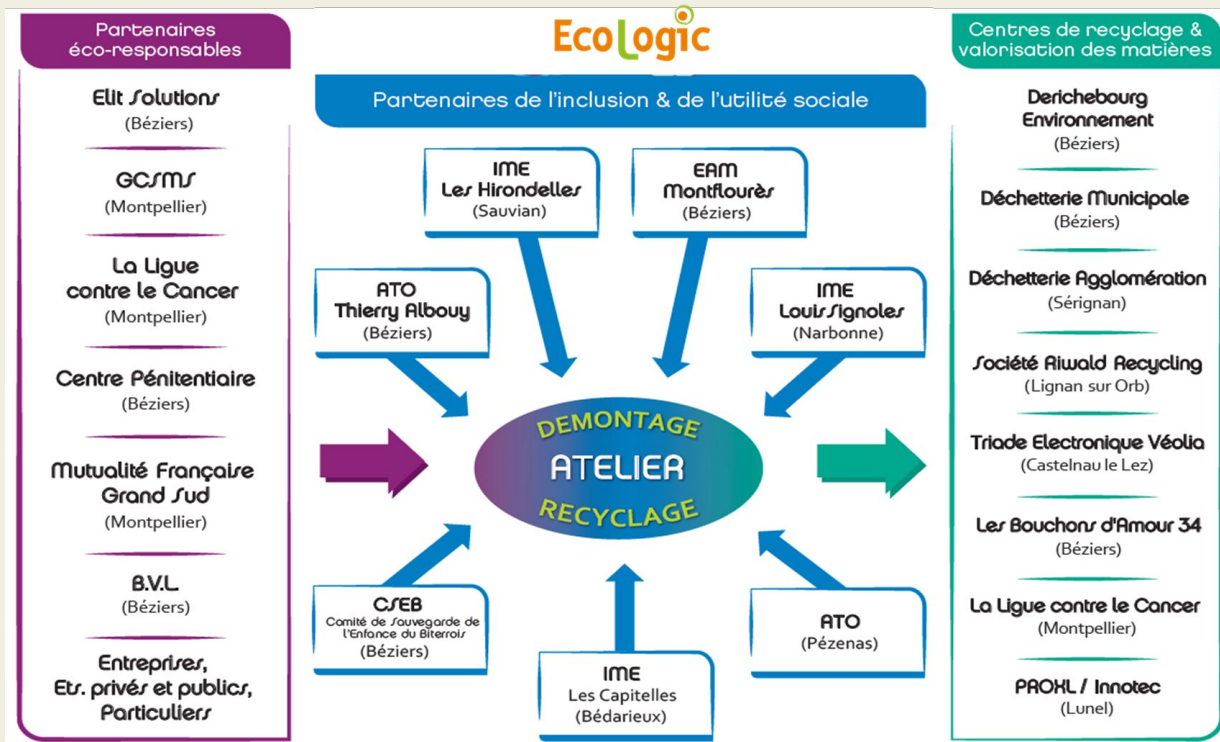 Partenaires
éco-responsables
Elit Solutions
(Béziers)
GCSMS
(Montpellier)
La Ligue
contre le Cancer
(Montpellier)
Centre Pénitentiaire
(Béziers)
Mutualité Française
Grand Sud
(Montpellier)
B.V.L.
(Béziers)
Entreprises,
Ets. privés et publics,
Particuliers
EcoLogic
Partenaires de l'inclusion & de l'utilité sociale
IME
Les Hirondelles
(Sauvian)
EAM
Montflourès
(Béziers)
ATO
Thierry Albouy
(Béziers)
IME
Louis Signoles
(Narbonne)
DEMONTAGE
ATELIER
RECYCLAGE
CSEB
Comité de Sauvegarde de
l'Enfance du Biterrois
(Béziers)
IME
Les Capitelles
(Bédarieux)
ATO
(Pézenas)
Centres de recyclage &
valorisation des matières
Derichebourg
Environnement
(Béziers)
Déchetterie Municipale
(Béziers)
Déchetterie Agglomération
(Sérignan)
Société Riwald Recycling
(Lignan sur Orb)
Triade Electronique Véolia
(Castelnau le Lez)
Les Bouchons d'Amour 34
(Béziers)
La Ligue contre le Cancer
(Montpellier)
PROXL / Innotec
(Lunel)